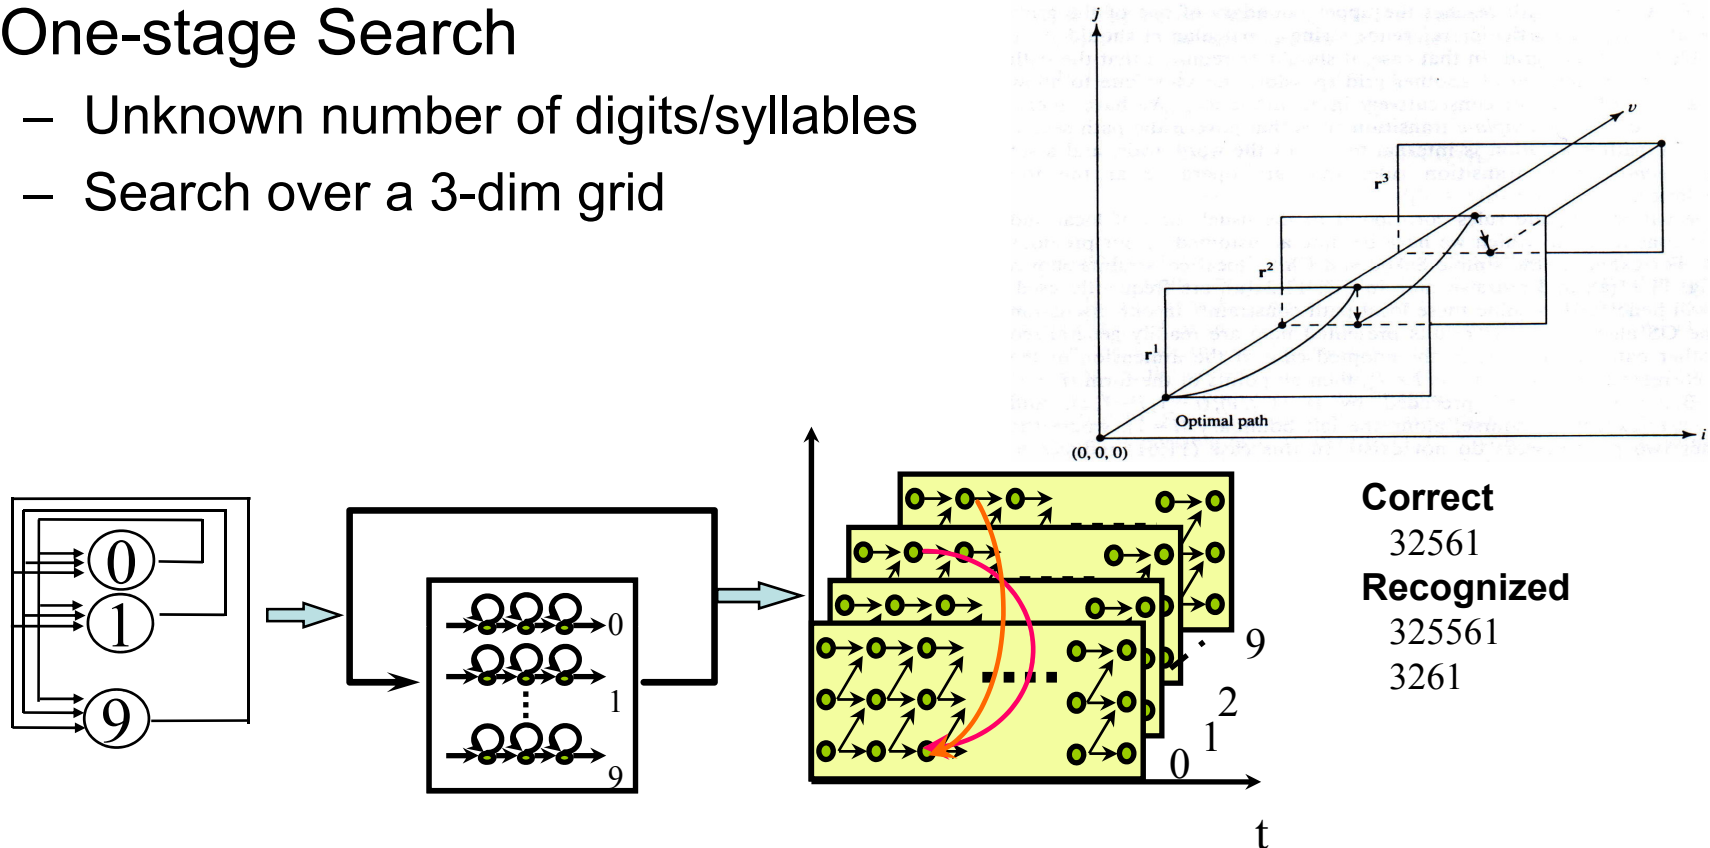 One-stage Search
– Unknown number of digits/syllables
– Search over a 3-dim grid
j
v
r³
r²
r¹
Optimal path
(0, 0, 0)
i
0
1
9
0
1
9
9
2
1
0
t
Correct
32561
Recognized
325561
3261